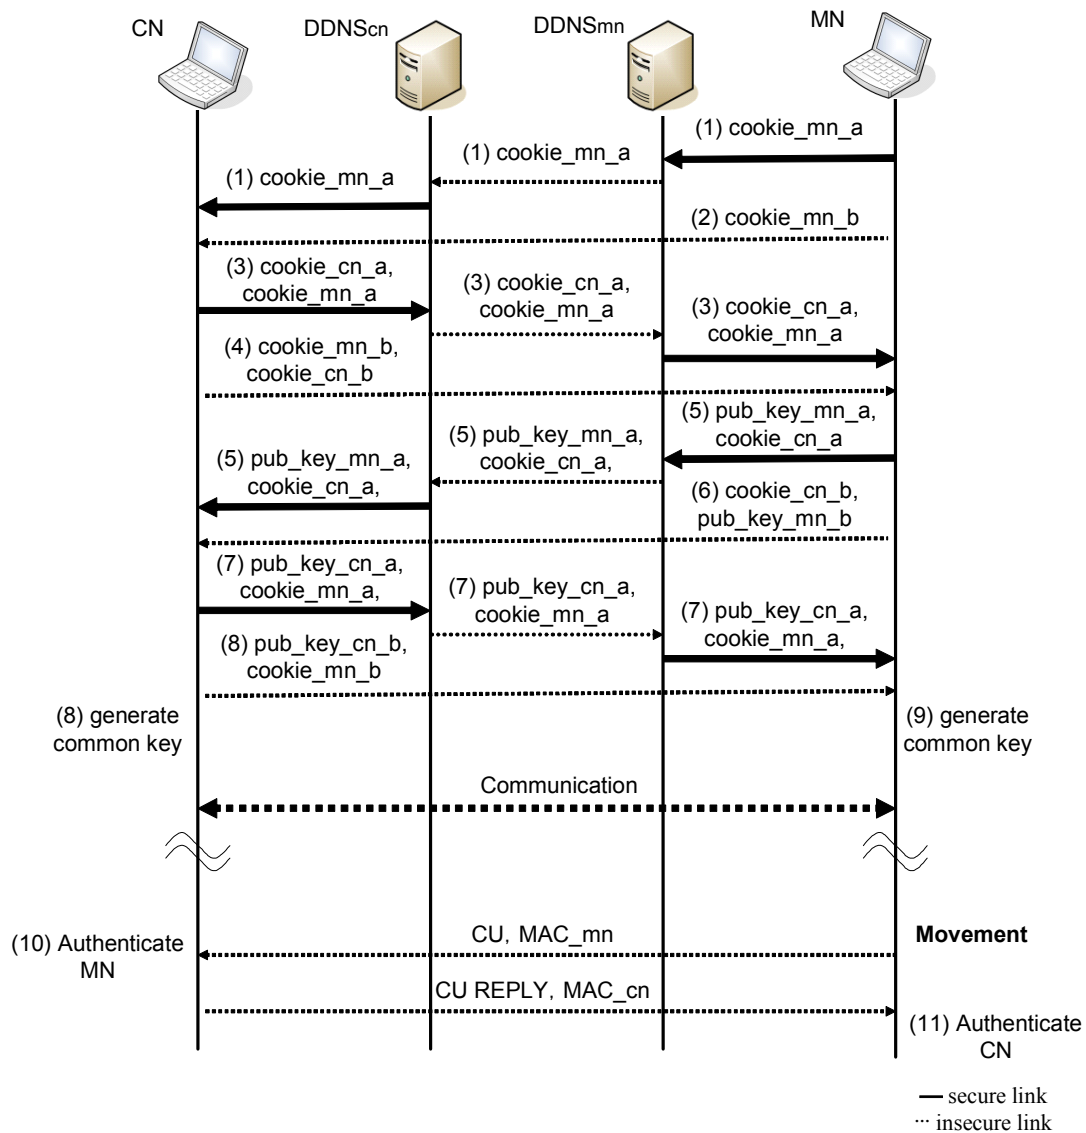 CN
DDNScn
DDNSmn
MN
(1) cookie_mn_a
(1) cookie_mn_a
(1) cookie_mn_a
(2) cookie_mn_b
(3) cookie_cn_a,
cookie_mn_a
(3) cookie_cn_a,
cookie_mn_a
(3) cookie_cn_a,
cookie_mn_a
(4) cookie_mn_b,
cookie_cn_b
(5) pub_key_mn_a,
cookie_cn_a
(5) pub_key_mn_a,
cookie_cn_a,
(5) pub_key_mn_a,
cookie_cn_a,
(6) cookie_cn_b,
pub_key_mn_b
(7) pub_key_cn_a,
cookie_mn_a,
(7) pub_key_cn_a,
cookie_mn_a
(7) pub_key_cn_a,
cookie_mn_a,
(8) pub_key_cn_b,
cookie_mn_b
(8) generate
common key
(9) generate
common key
Communication
CU, MAC_mn
Movement
(10) Authenticate
MN
CU REPLY, MAC_cn
(11) Authenticate
CN
secure link
insecure link